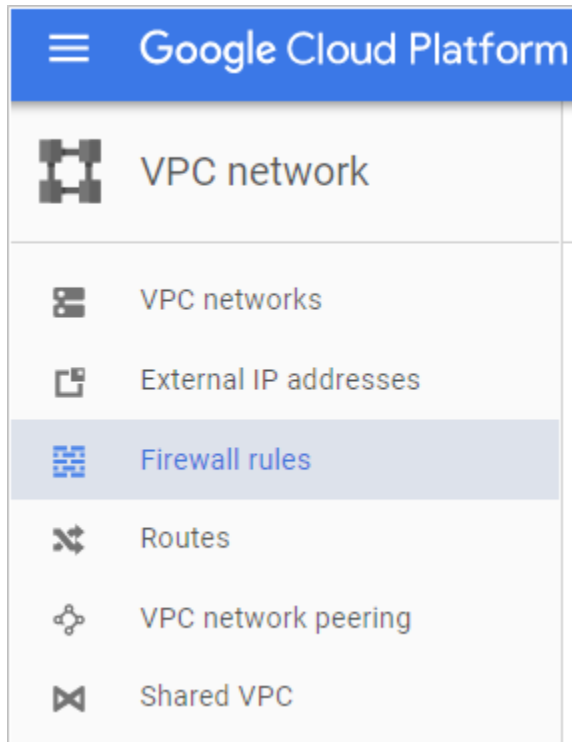 Google Cloud Platform
VPC network
VPC networks
External IP addresses
Firewall rules
Routes
VPC network peering
Shared VPC